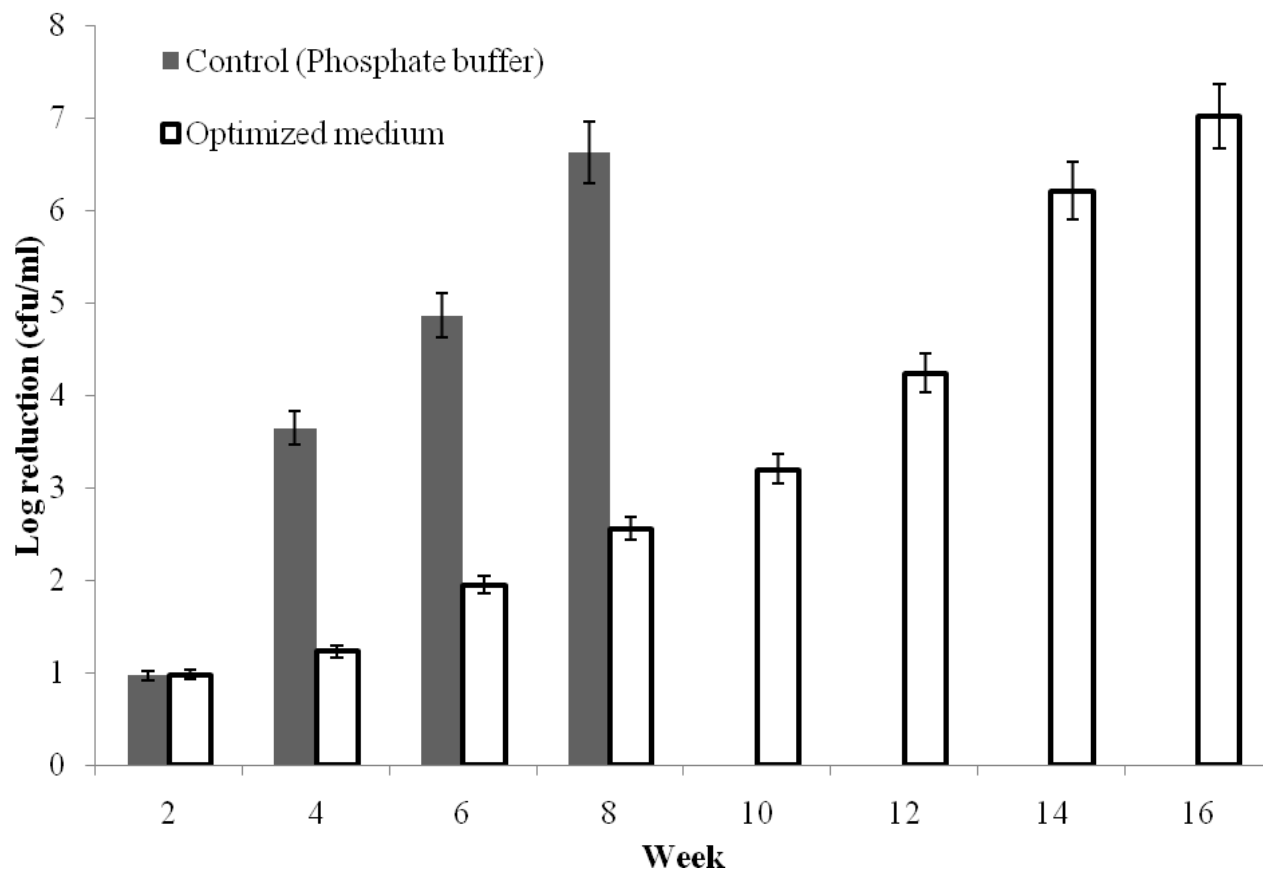 8
Control (Phosphate buffer)
7
Optimized medium
6
5
4
3
2
1
0
Log reduction (cfu/ml)
2 4 6 8 10 12 14 16
Week